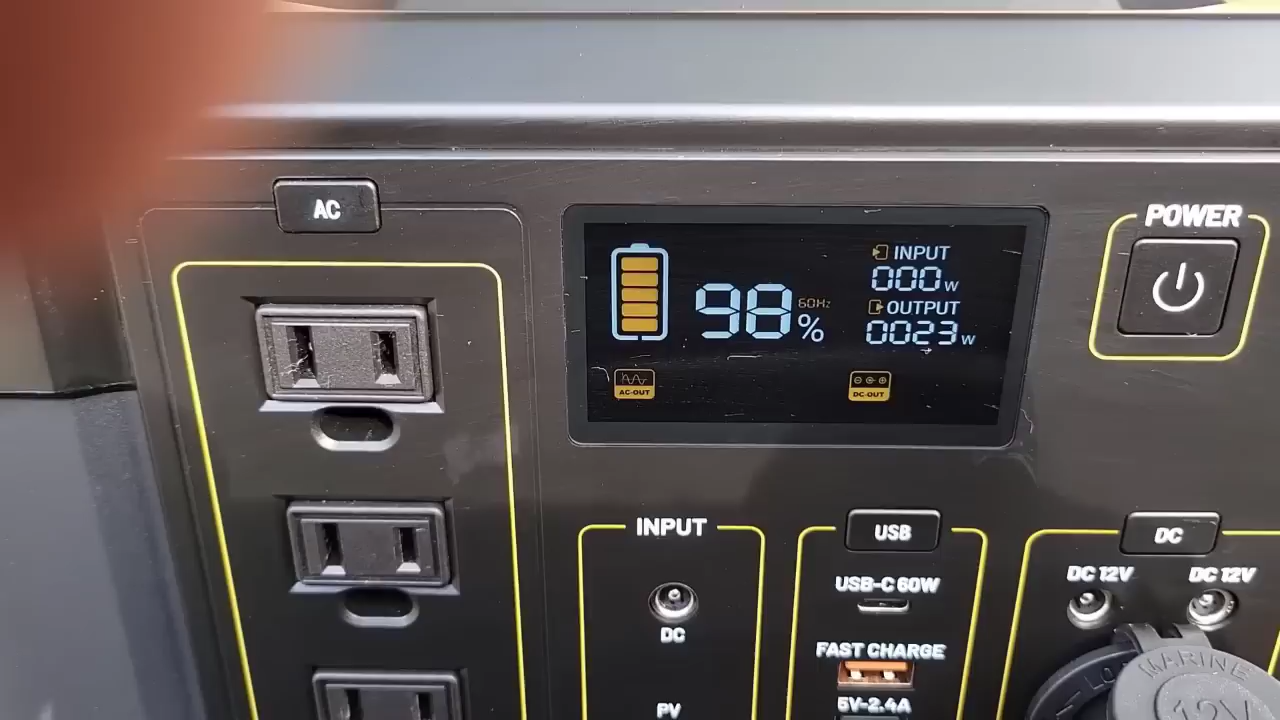 AC
POWER
INPUT
000w
98% 60Hz
OUTPUT
0023w
AC-OUT
DC-OUT
INPUT
USB
DC
USB-C 60W
DC 12V
DC 12V
DC
FAST CHARGE
5V-2.4A
PV
MARINE
12V